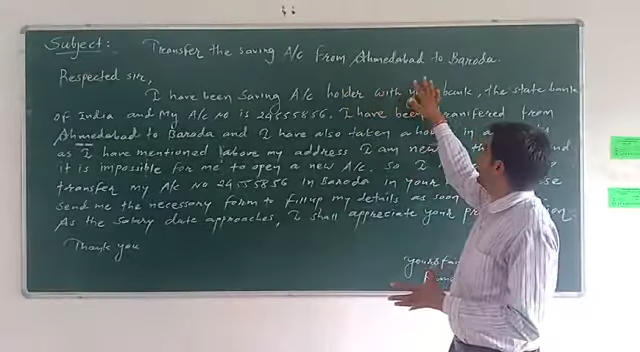 Subject: Transfer the saving A/c from Ahmedabad to Baroda.
Respected sir,
I have been Saving A/c holder with your bank, the state bank
of India and My A/c No is 24555856. I have been transfered from
Ahmedabad to Baroda and I have also taken a house in a
as I have mentioned above my address I am new
it is impossible for me to open a new A/c. So I
transfer my A/c No 24555856 in Baroda in your
send me the necessary form to fillup my details as soon
As the Salary date approaches, I shall appreciate your
Thank you
yours